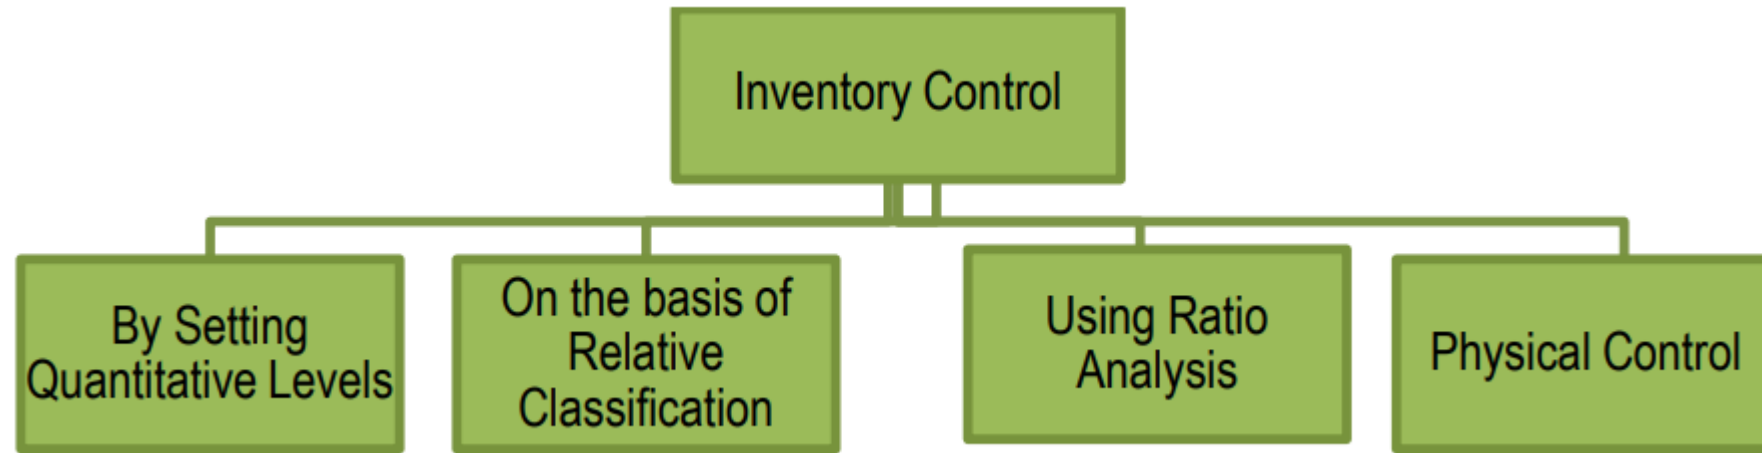 Inventory Control
By Setting
Quantitative Levels
On the basis of
Relative
Classification
Using Ratio
Analysis
Physical Control